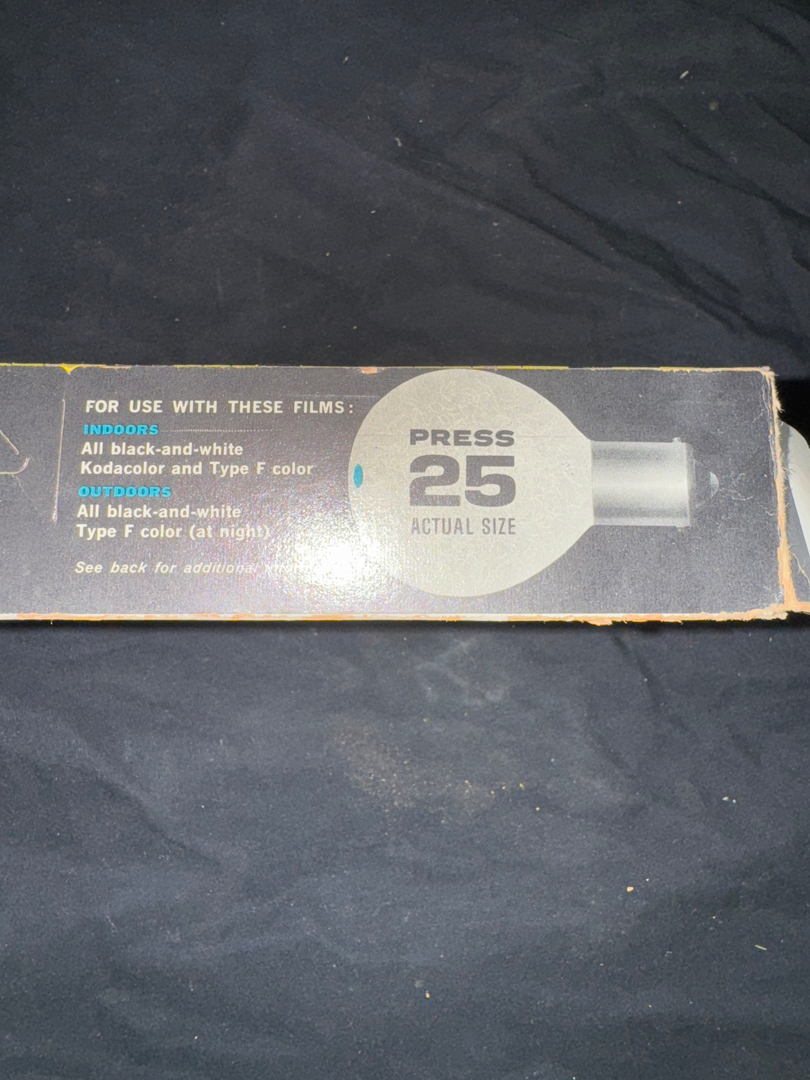 FOR USE WITH THESE FILMS:
INDOORS
All black-and-white
Kodacolor and Type F color
OUTDOORS
All black-and-white
Type F color (at night)
See back for additional
PRESS
25
ACTUAL SIZE